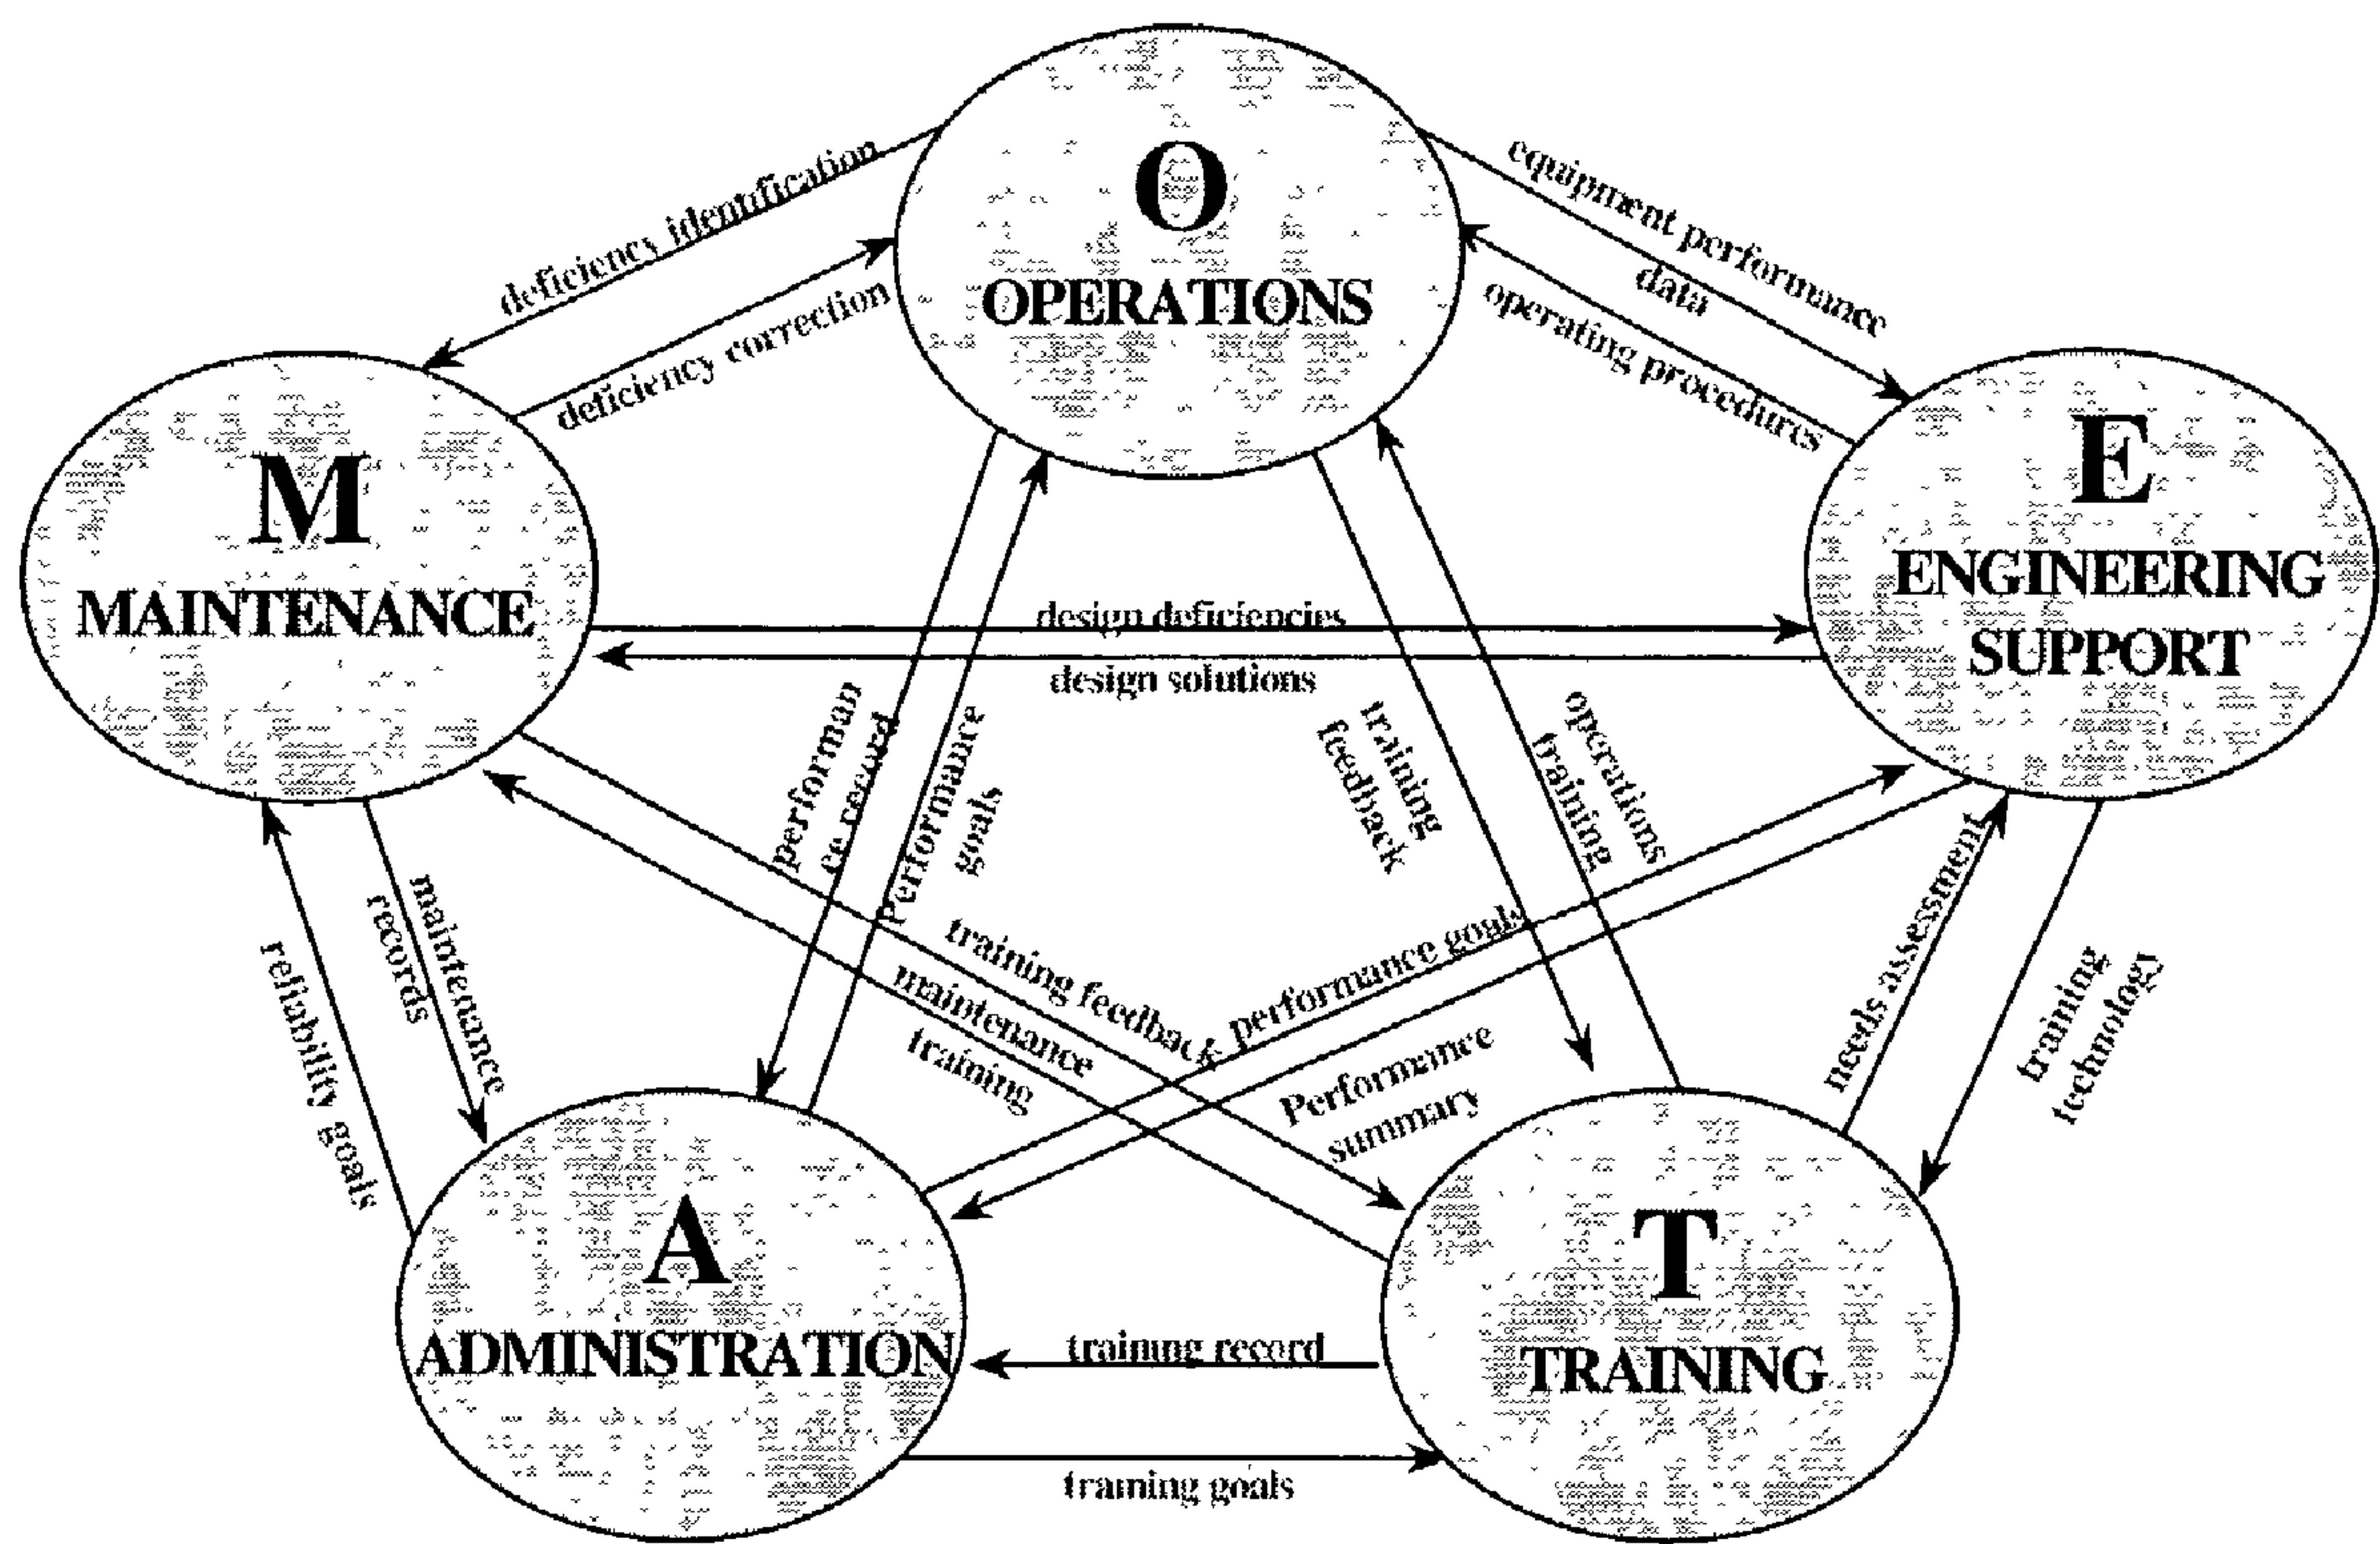 O
OPERATIONS
deficiency identification
deficiency correction
equipment performance
data
operating procedures
M
MAINTENANCE
E
ENGINEERING
SUPPORT
design deficiencies
design solutions
performan
ce record
Performance
goals
training
feedback
operations
training
maintenance
records
reliability goals
training feedback
maintenance
training
performance goals
Performance
summary
needs assessment
training
technology
A
ADMINISTRATION
T
TRAINING
training record
training goals